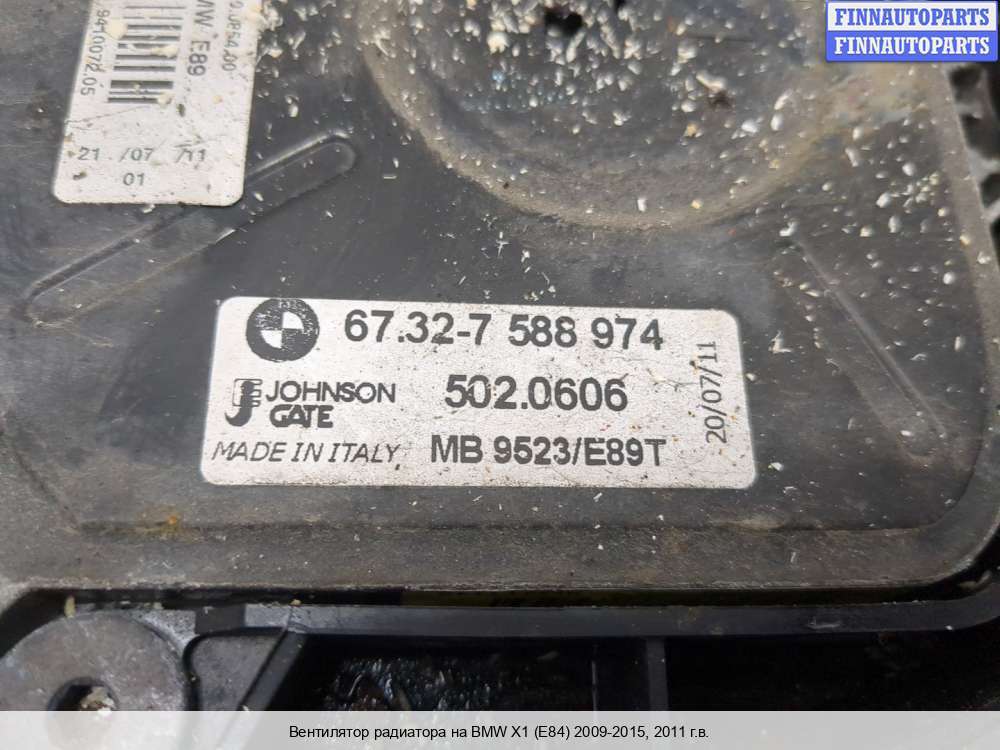 FINNAUTOPARTS
FINNAUTOPARTS
E89
21 /07 /11
01
67.32-7 588 974
JOHNSON
GATE
502.0606
MADE IN ITALY
MB 9523/E89T
20/07/11
Вентилятор радиатора на BMW X1 (E84) 2009-2015, 2011 г.в.